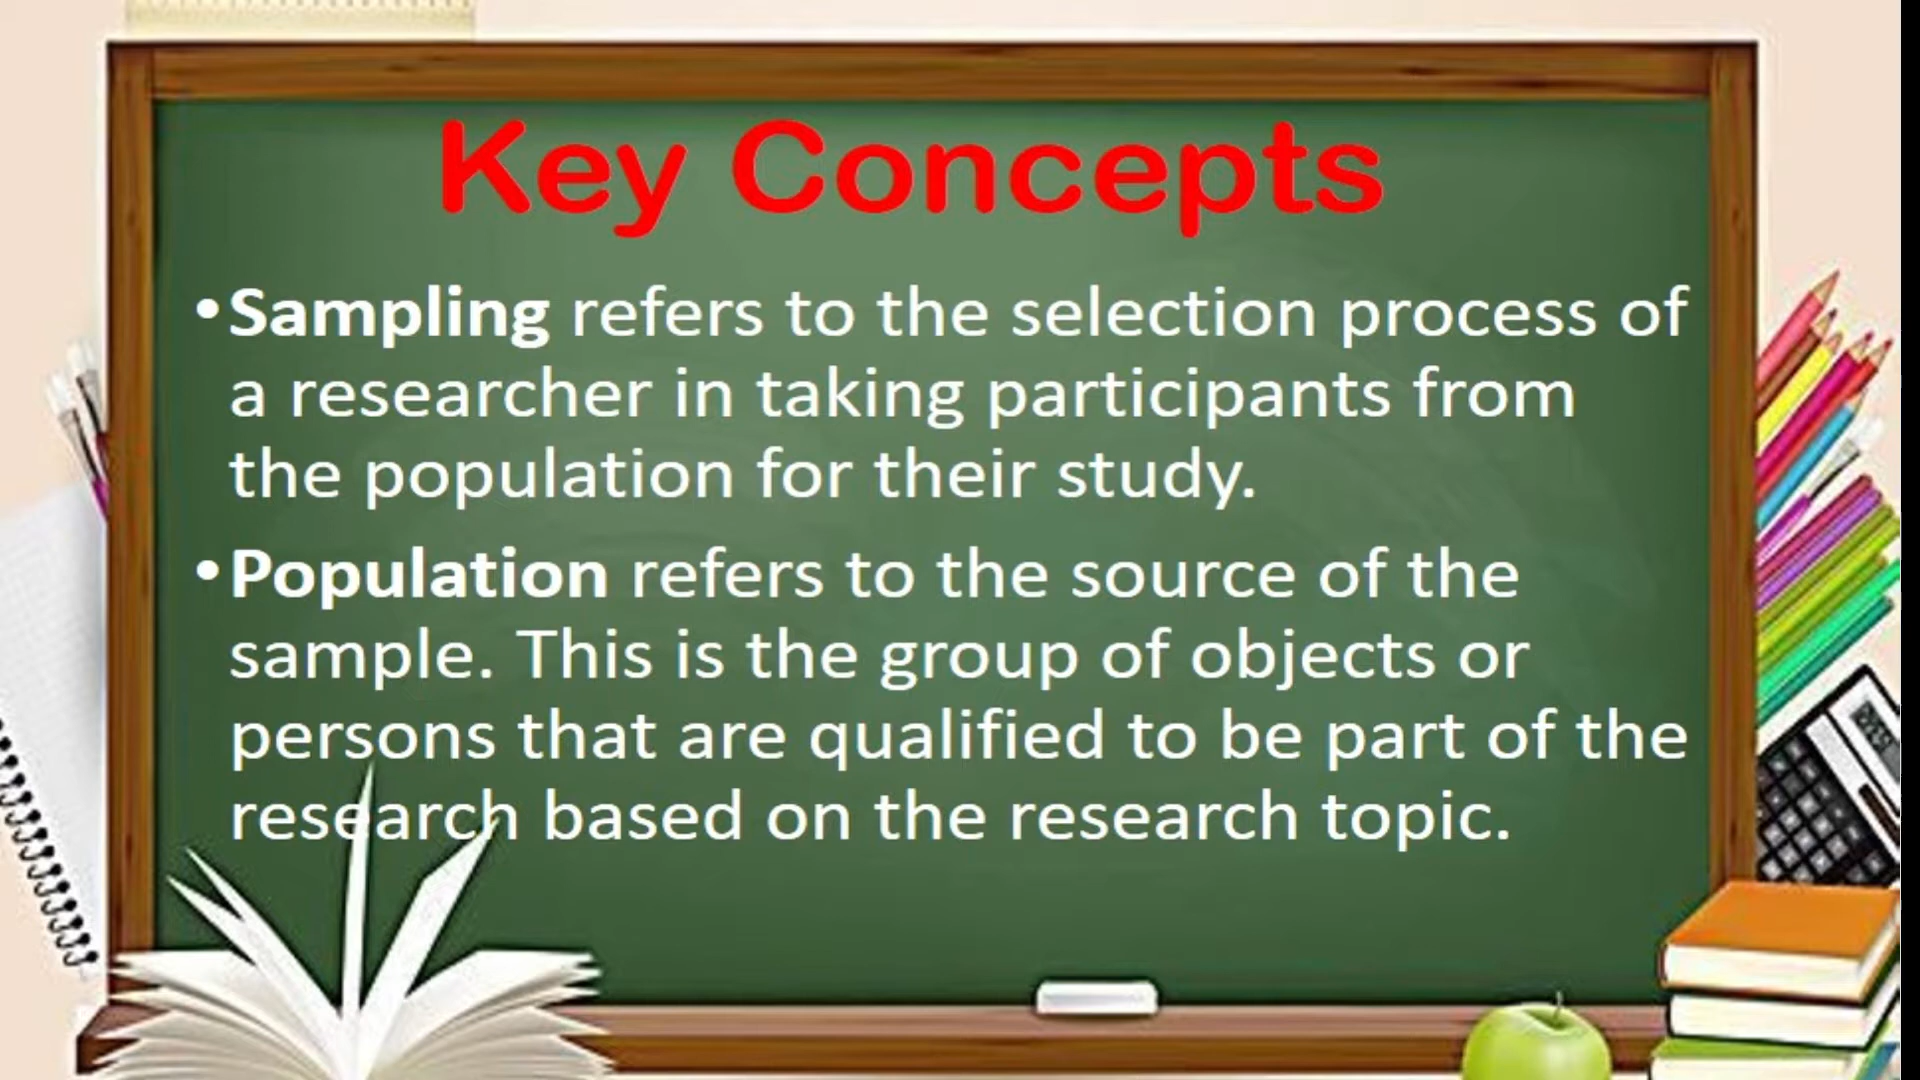 Key Concepts
•Sampling refers to the selection process of
a researcher in taking participants from
the population for their study.
•Population refers to the source of the
sample. This is the group of objects or
persons that are qualified to be part of the
research based on the research topic.